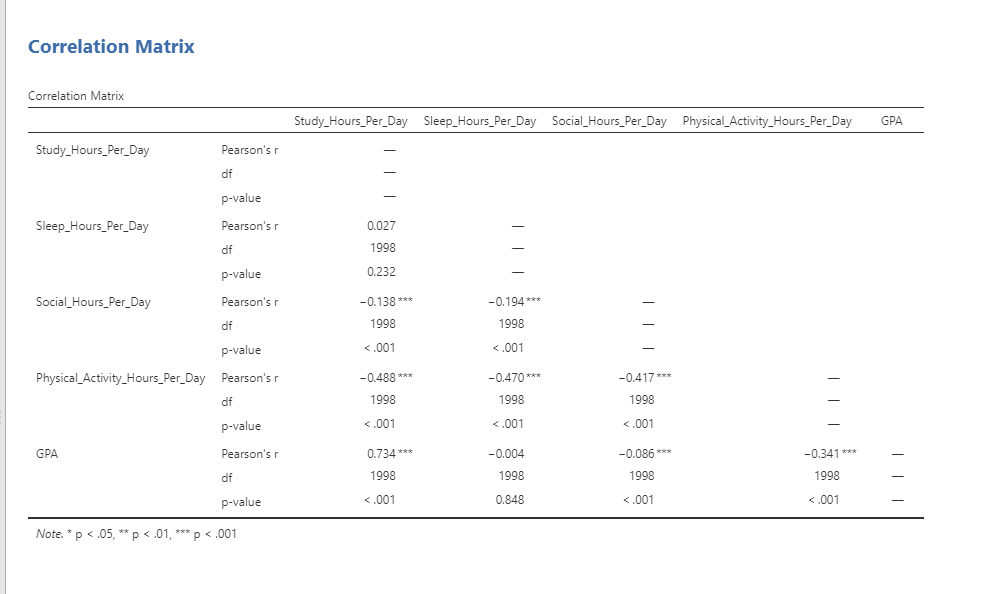 Correlation Matrix
Correlation Matrix
Study_Hours_Per_Day Sleep_Hours_Per_Day Social_Hours_Per_Day Physical_Activity_Hours_Per_Day GPA
Study_Hours_Per_Day Pearson's r —
df —
p-value —
Sleep_Hours_Per_Day Pearson's r 0.027 —
df 1998 —
p-value 0.232 —
Social_Hours_Per_Day Pearson's r −0.138 *** −0.194 *** —
df 1998 1998 —
p-value < .001 < .001 —
Physical_Activity_Hours_Per_Day Pearson's r −0.488 *** −0.470 *** −0.417 *** —
df 1998 1998 1998 —
p-value < .001 < .001 < .001 —
GPA Pearson's r 0.734 *** −0.004 −0.086 *** −0.341 *** —
df 1998 1998 1998 1998 —
p-value < .001 0.848 < .001 < .001 —
Note. * p < .05, ** p < .01, *** p < .001